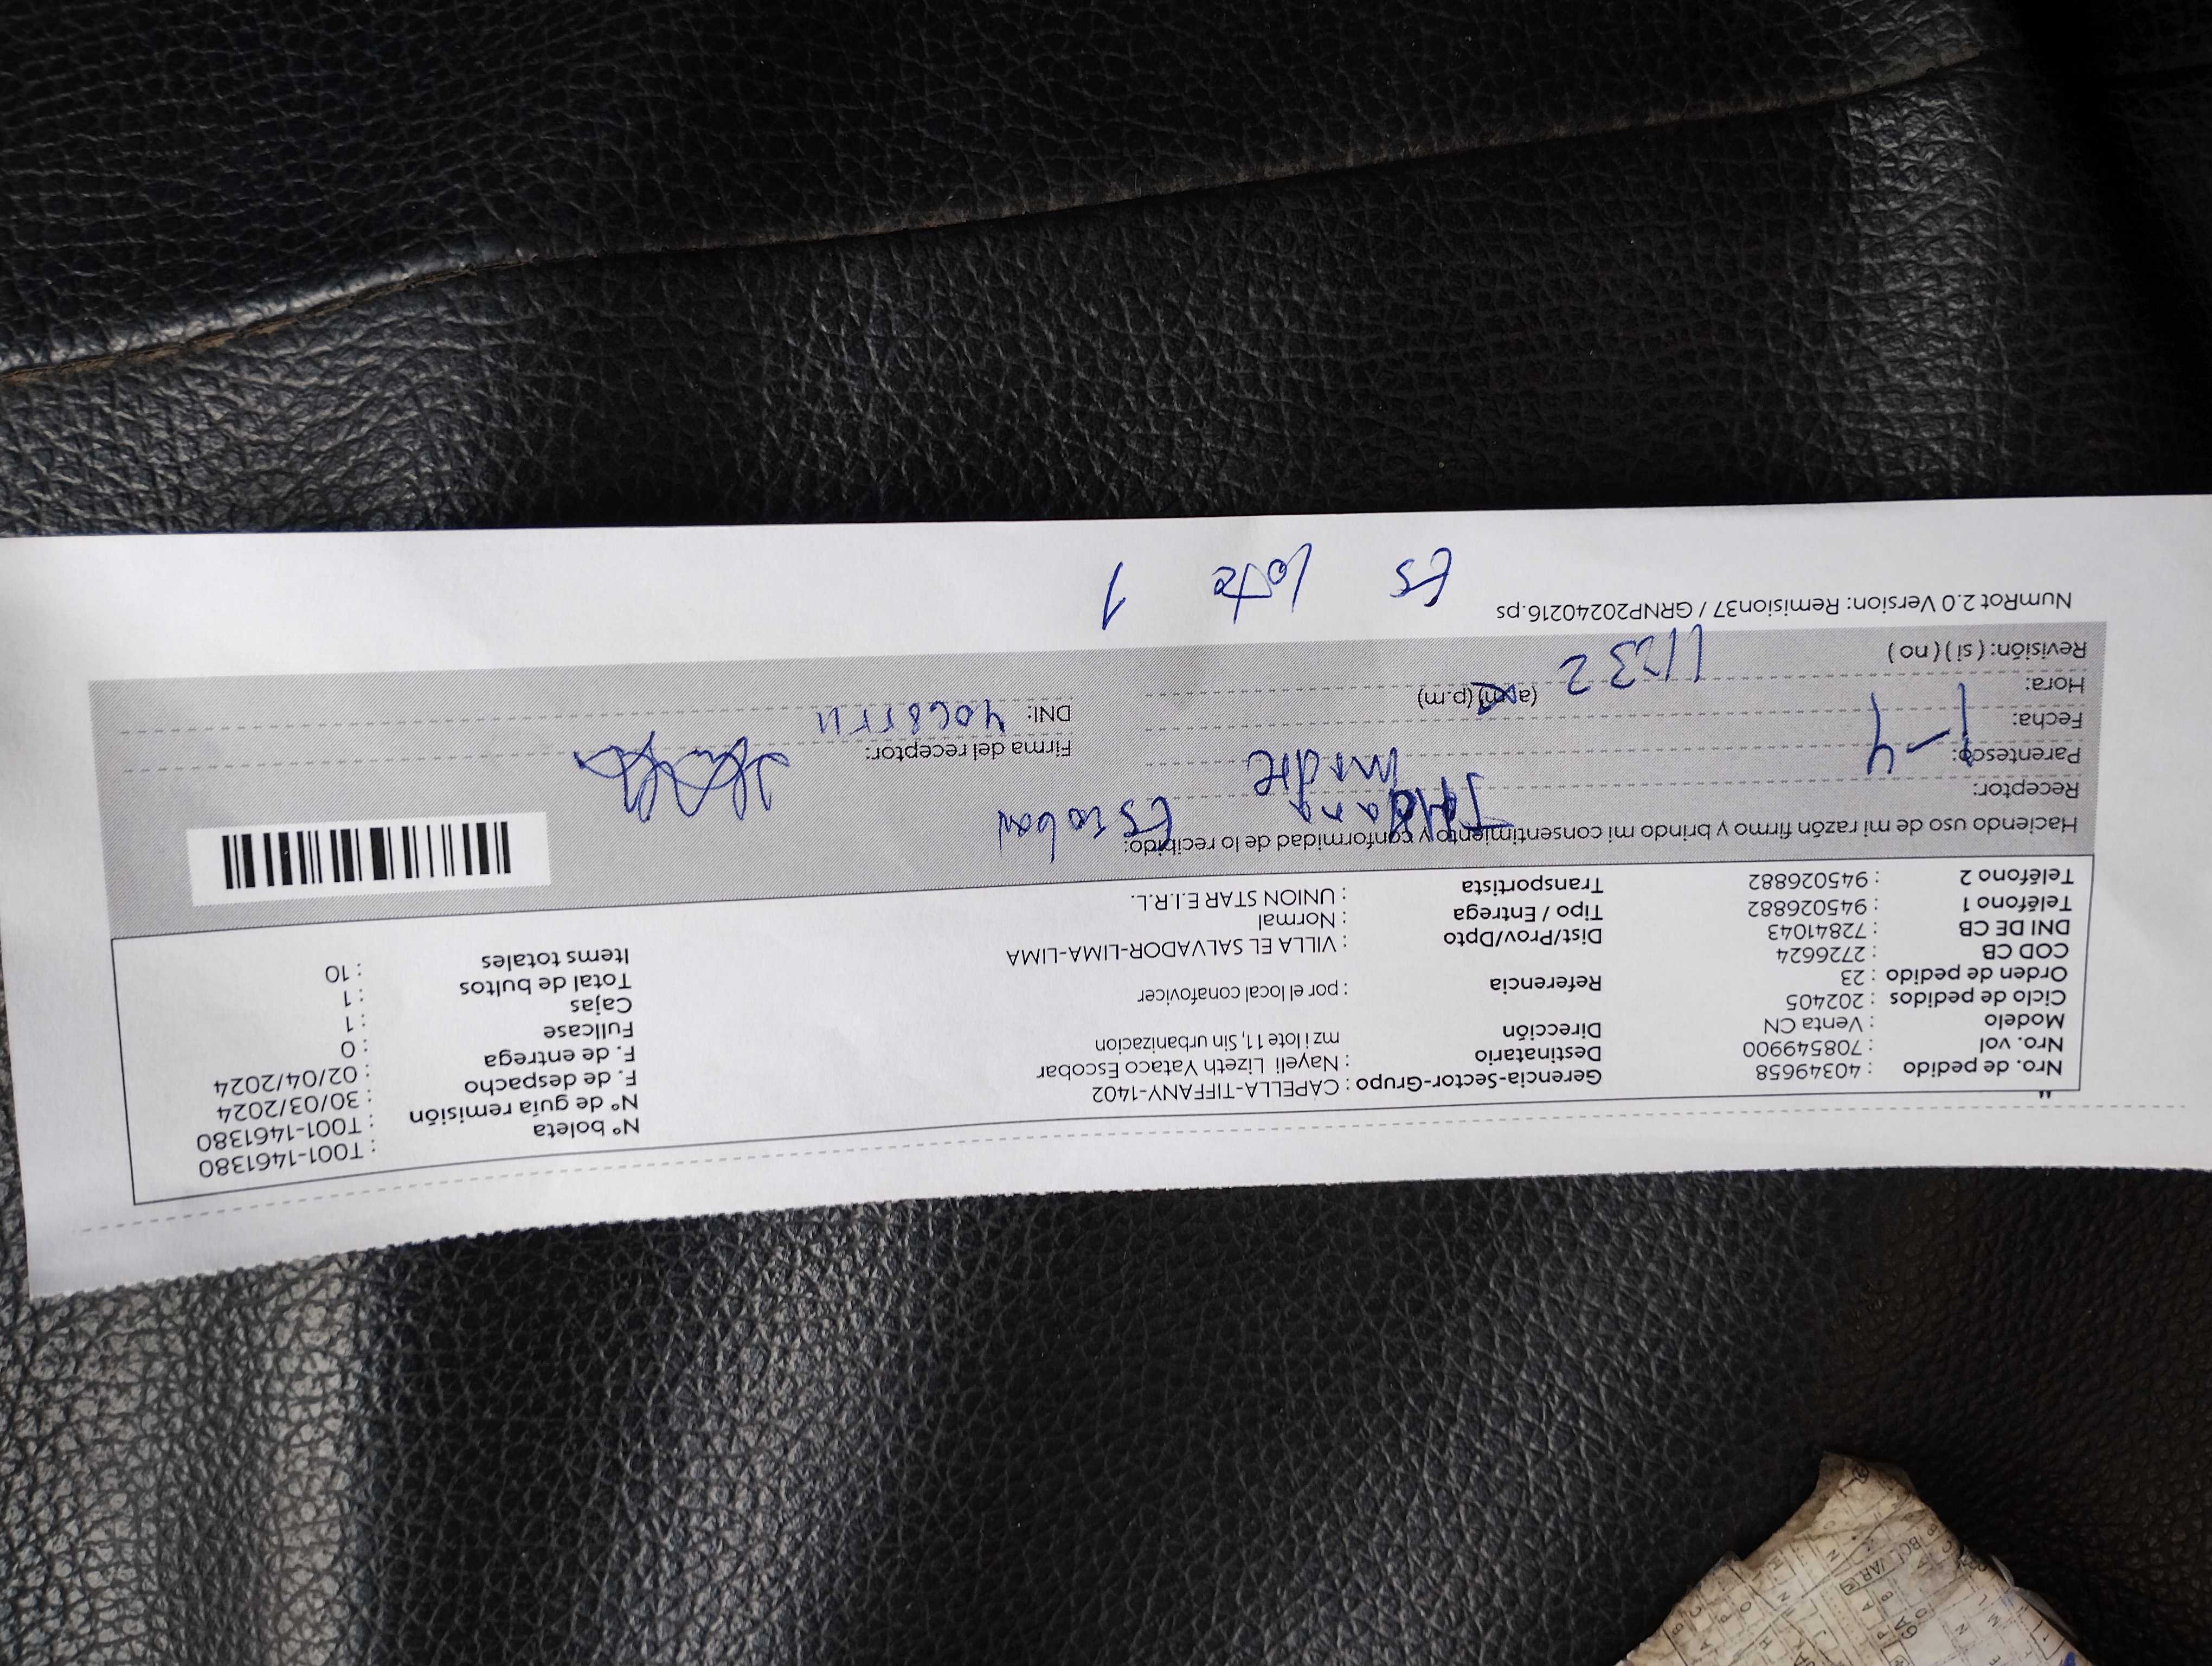 Nro. de pedido : 40349658
Nro. vol. : 708549900
Modelo : Venta CN
Ciclo de pedidos : 202405
Orden de pedido : 23
COD CB : 2726624
DNI DE CB : 72841043
Teléfono 1 : 945026882
Teléfono 2 : 945026882
Gerencia-Sector-Grupo : CAPELLA-TIFFANY-1402
Destinatario : Nayeli Lizeth Yataco Escobar
Dirección mz i lote 11, Sin urbanizacion
Referencia : por el local conafovicer
Dist/Prov/Dpto : VILLA EL SALVADOR-LIMA-LIMA
Tipo / Entrega : Normal
Transportista : UNION STAR E.I.R.L.
N° boleta : T001-1461380
N° de guía remisión : T001-1461380
F. de despacho : 30/03/2024
F. de entrega : 02/04/2024
Fullcase : 0
Cajas : 1
Total de bultos : 1
Items totales : 10
Haciendo uso de mi razón firmo y brindo mi consentimiento y conformidad de lo recibido:
Receptor: Escobar
Parentesco: madre
Fecha: 1-4
Hora: 11:32 (a.m) (p.m)
Revisión: ( si ) ( no )
Firma del receptor:
DNI:
NumRot 2.0 Version: Remision37 / GRNP20240216.ps
Es lote 1